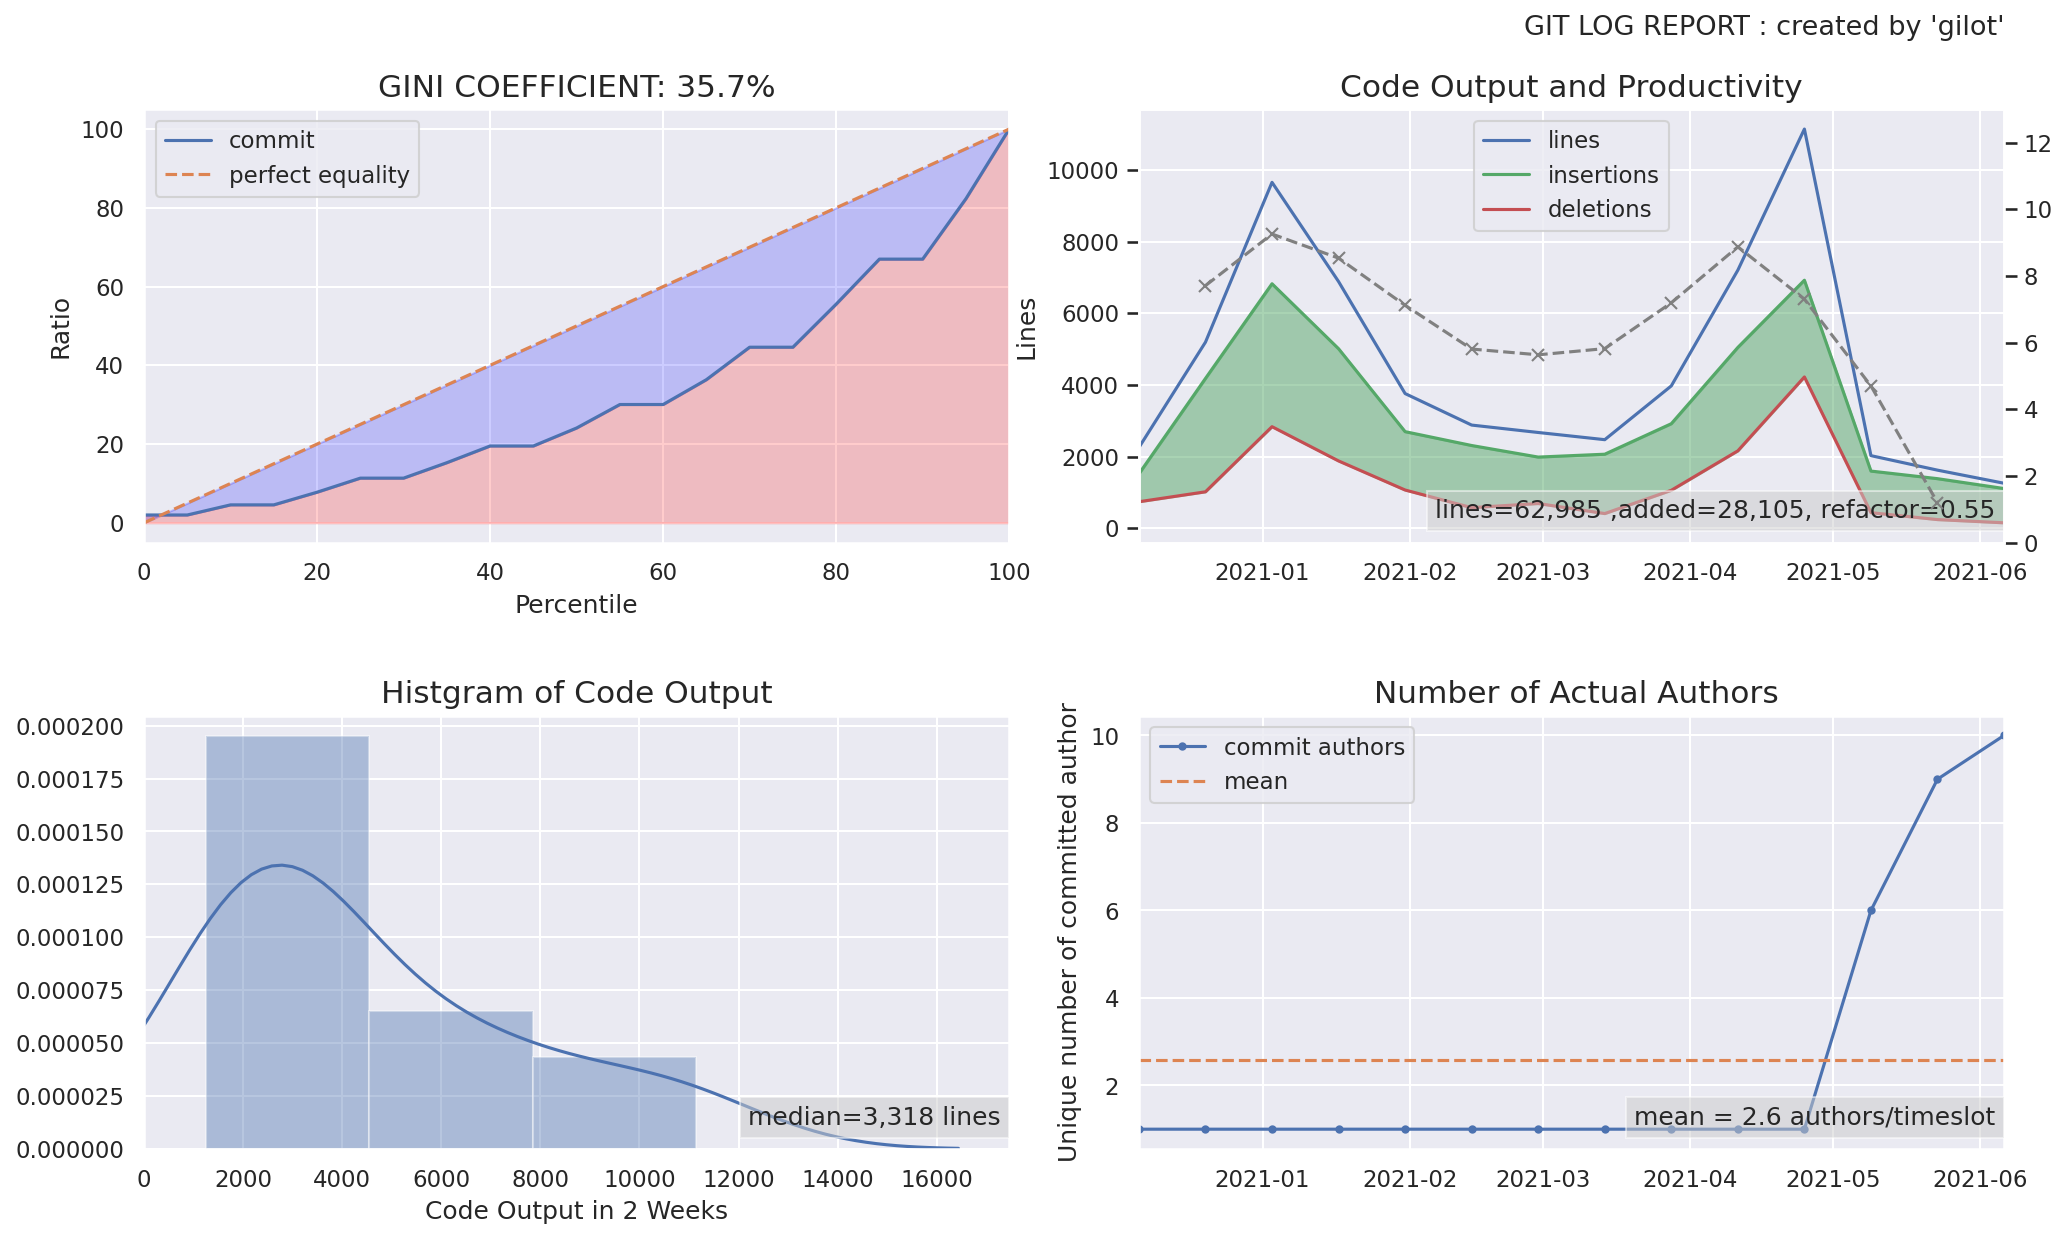 GIT LOG REPORT : created by 'gilot'
GINI COEFFICIENT: 35.7%
commit
perfect equality
100
80
60
40
20
0
Ratio
0 20 40 60 80 100
Percentile
Code Output and Productivity
lines
insertions
deletions
10000
8000
6000
4000
2000
0
Lines
12
10
8
6
4
2
0
lines=62,985 ,added=28,105, refactor=0.55
2021-01 2021-02 2021-03 2021-04 2021-05 2021-06
Histgram of Code Output
0.000200
0.000175
0.000150
0.000125
0.000100
0.000075
0.000050
0.000025
0.000000
median=3,318 lines
0 2000 4000 6000 8000 10000 12000 14000 16000
Code Output in 2 Weeks
Number of Actual Authors
commit authors
mean
Unique number of committed author
10
8
6
4
2
mean = 2.6 authors/timeslot
2021-01 2021-02 2021-03 2021-04 2021-05 2021-06